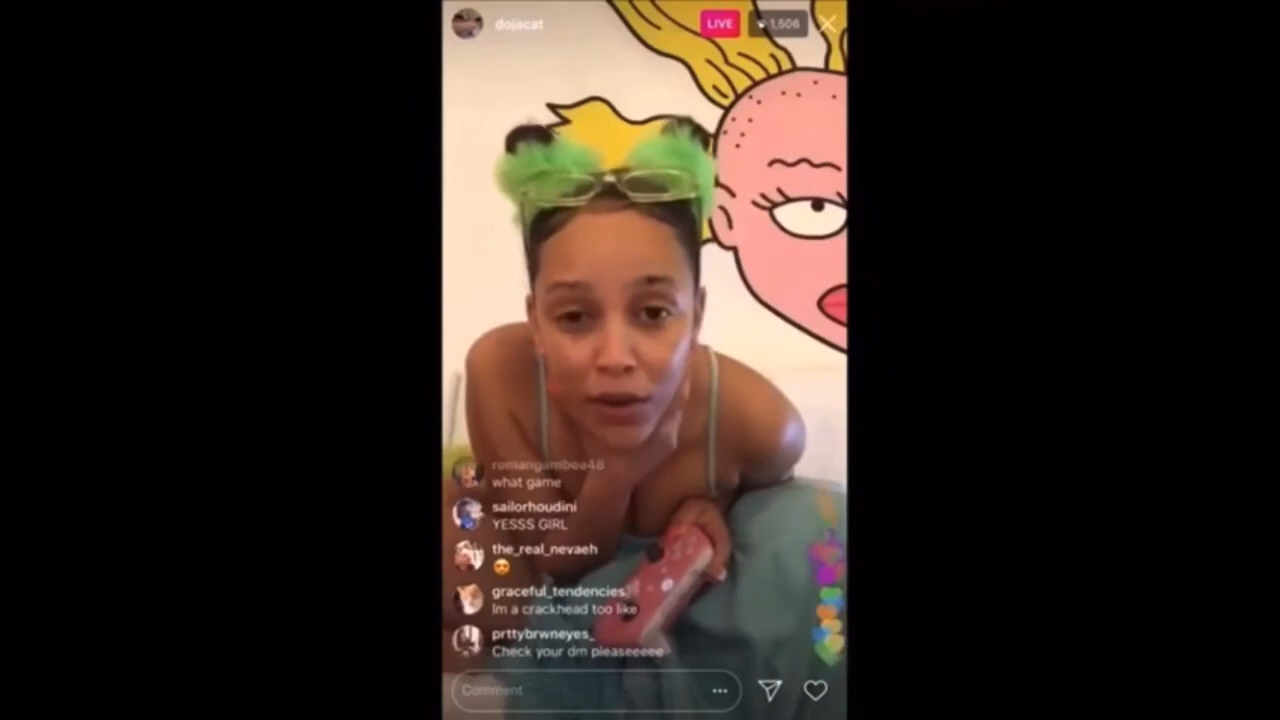 dojacat
LIVE
1,506
romangamboa48
what game
sailorhoudini
YESSS GIRL
the_real_nevaeh
😍
graceful_tendencies
Im a crackhead too like
prttybrwneyes_
Check your dm pleaseeeee
Comment